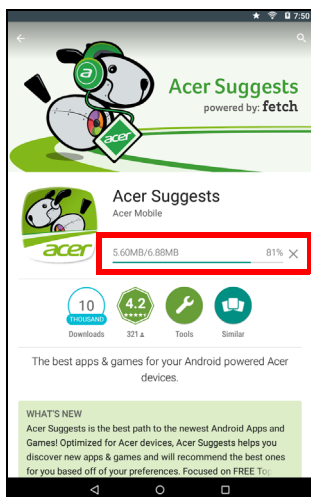 7:50
a
Acer Suggests
powered by: fetch
acer
Acer Suggests
Acer Mobile
acer
5.60MB/6.88MB 81%
10
THOUSAND
4.2
Downloads 321 Tools Similar
The best apps & games for your Android powered Acer
devices.
WHAT'S NEW
Acer Suggests is the best path to the newest Android Apps and
Games! Optimized for Acer devices, Acer Suggests helps you
discover new apps & games and will recommend the best ones
for you based off of your preferences. Focused on FREE